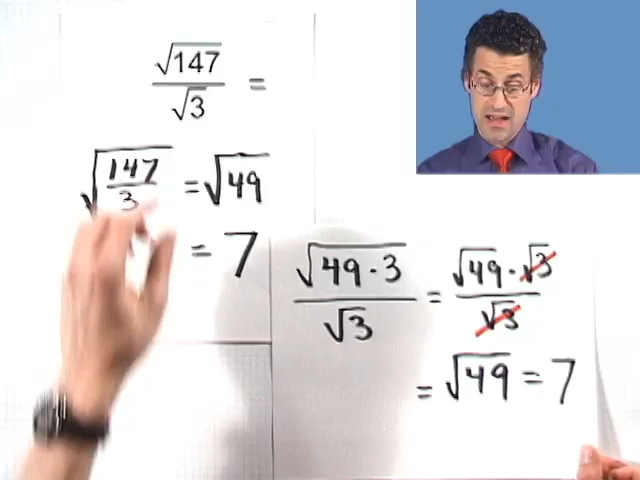 √147 / √3 =
√(147/3) = √49
= 7
√(49 · 3) / √3 = √49 · √3 / √3
= √49 = 7